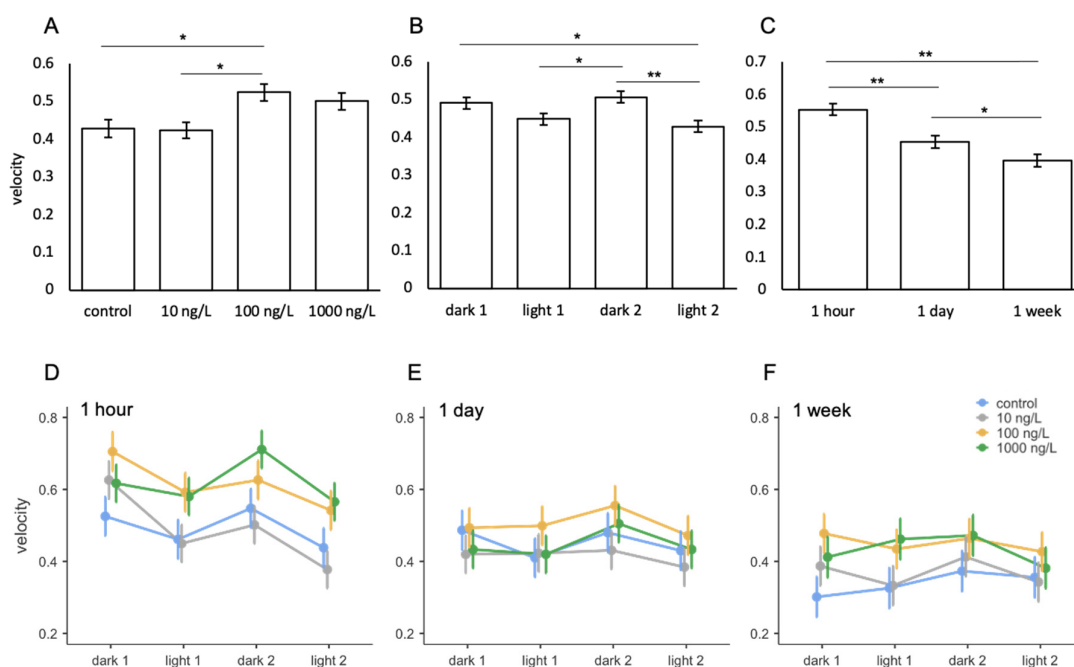 A
*
*
0.6
0.5
0.4
0.3
0.2
0.1
0
velocity
control 10 ng/L 100 ng/L 1000 ng/L
B
*
*
**
0.6
0.5
0.4
0.3
0.2
0.1
0
dark 1 light 1 dark 2 light 2
C
**
**
*
0.7
0.6
0.5
0.4
0.3
0.2
0.1
0
1 hour 1 day 1 week
D
1 hour
0.8
0.6
0.4
0.2
velocity
dark 1 light 1 dark 2 light 2
E
1 day
0.8
0.6
0.4
0.2
dark 1 light 1 dark 2 light 2
F
1 week
control
10 ng/L
100 ng/L
1000 ng/L
0.8
0.6
0.4
0.2
dark 1 light 1 dark 2 light 2